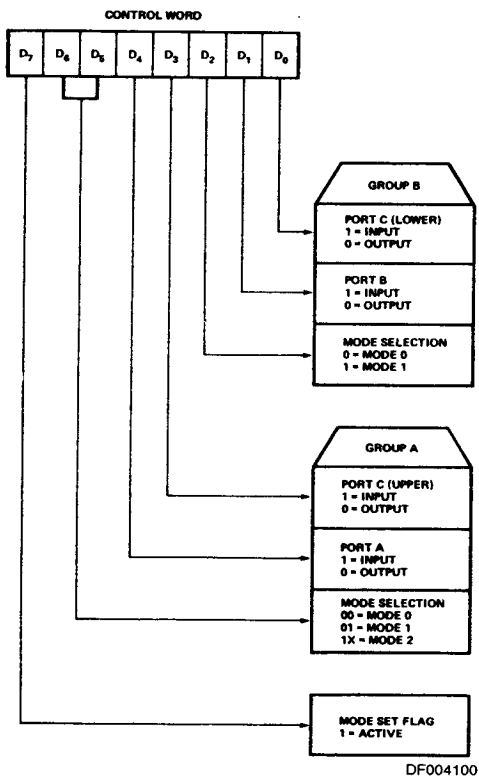 CONTROL WORD
D7 D6 D5 D4 D3 D2 D1 D0
GROUP B
PORT C (LOWER)
1 = INPUT
0 = OUTPUT
PORT B
1 = INPUT
0 = OUTPUT
MODE SELECTION
0 = MODE 0
1 = MODE 1
GROUP A
PORT C (UPPER)
1 = INPUT
0 = OUTPUT
PORT A
1 = INPUT
0 = OUTPUT
MODE SELECTION
00 = MODE 0
01 = MODE 1
1X = MODE 2
MODE SET FLAG
1 = ACTIVE
DF004100